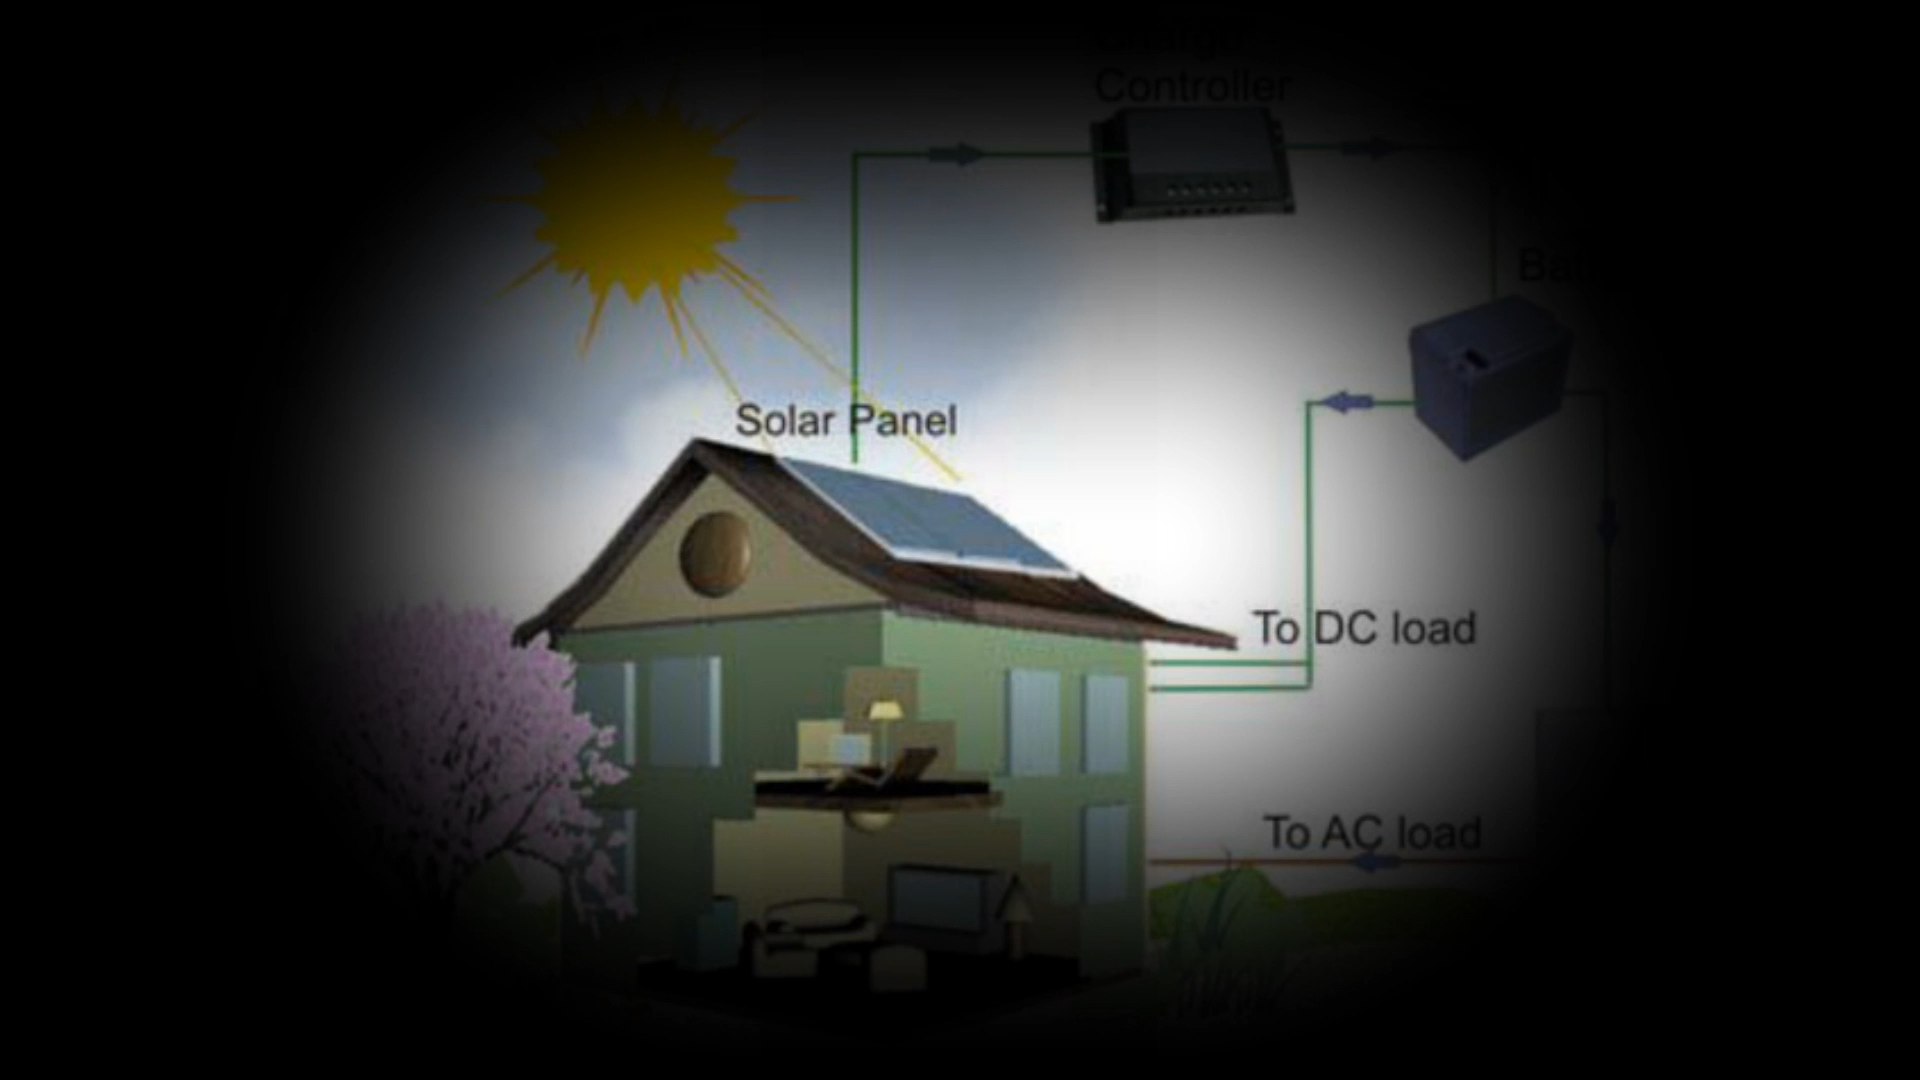 Controller
Solar Panel
To DC load
To AC load